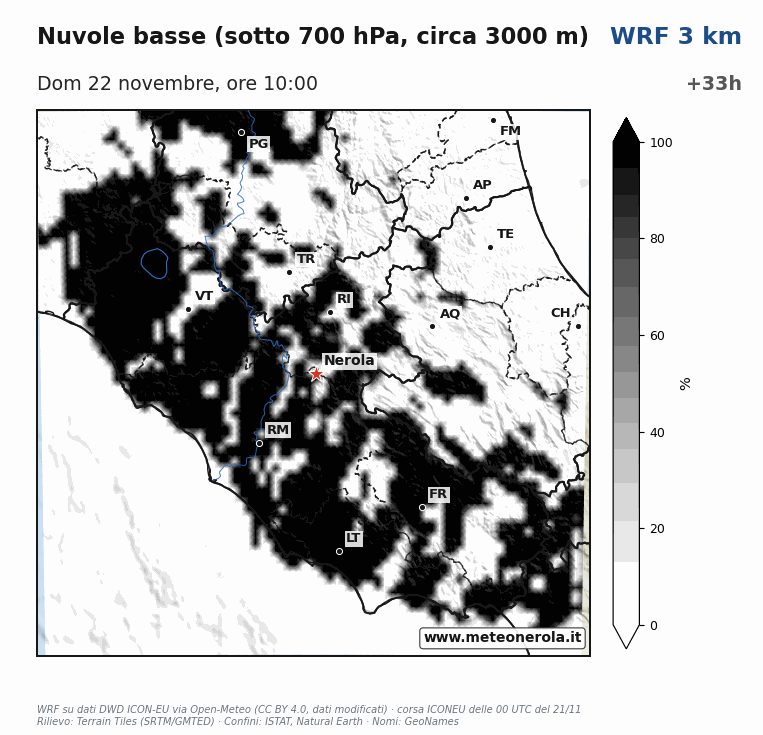 Nuvole basse (sotto 700 hPa, circa 3000 m) WRF 3 km
Dom 22 novembre, ore 10:00 +33h
FM
PG
AP
TE
TR
VT
RI
AQ
CH
Nerola
RM
FR
LT
www.meteonerola.it
100
80
60
40
20
0
%
WRF su dati DWD ICON-EU via Open-Meteo (CC BY 4.0, dati modificati) · corsa ICONEU delle 00 UTC del 21/11
Rilievo: Terrain Tiles (SRTM/GMTED) · Confini: ISTAT, Natural Earth · Nomi: GeoNames